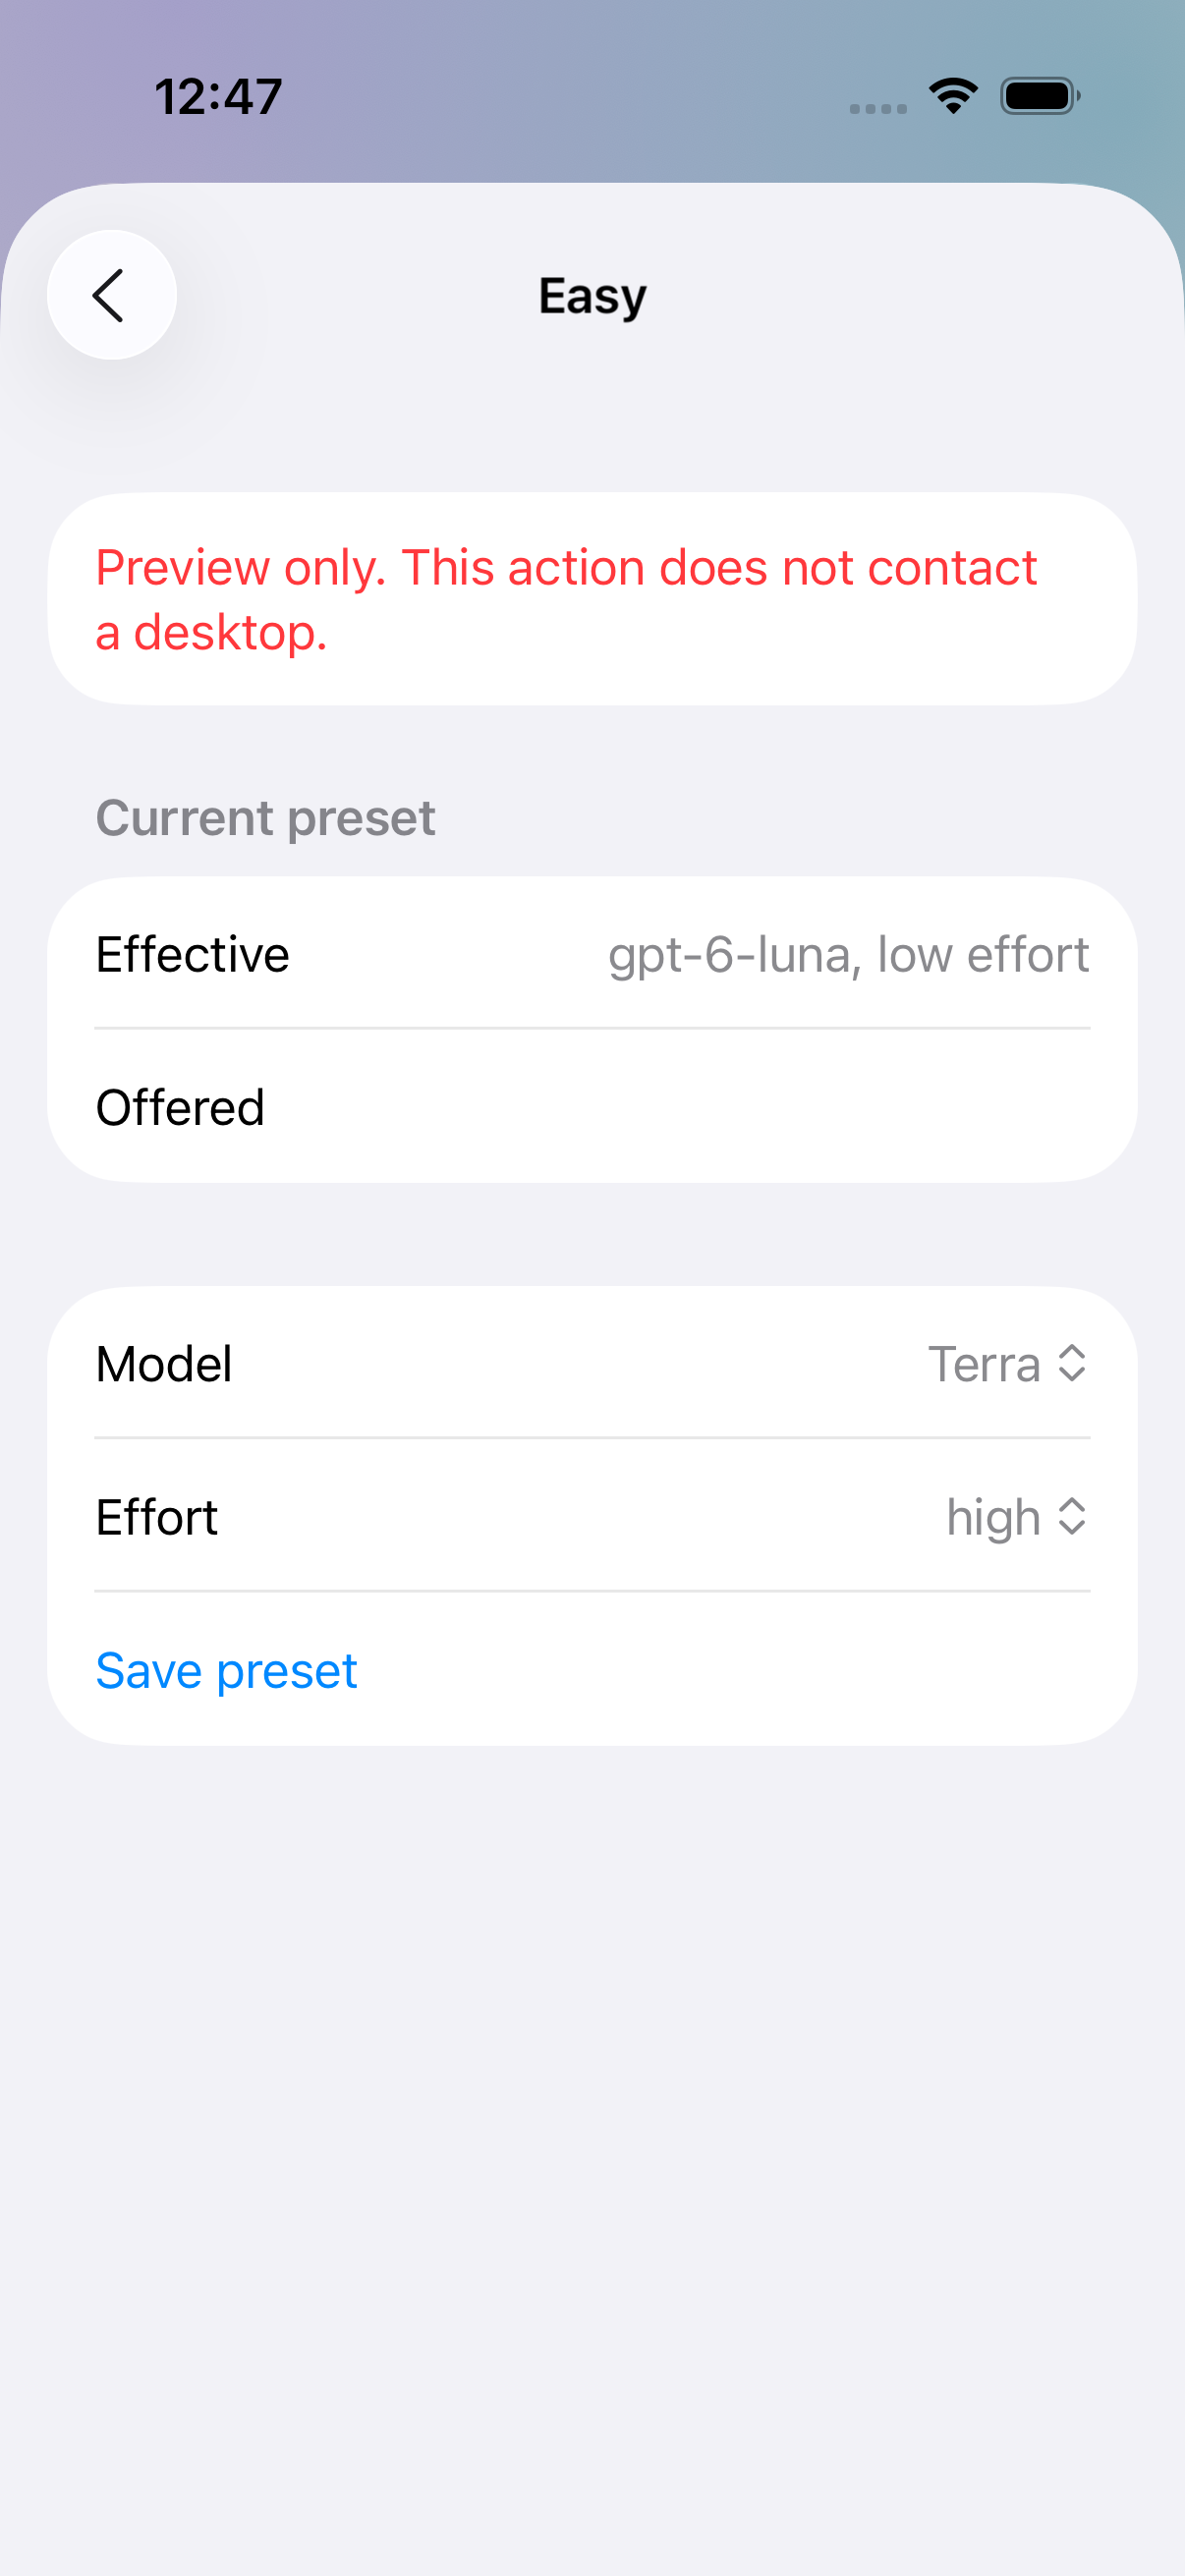 12:47
Easy
Preview only. This action does not contact
a desktop.
Current preset
Effective gpt-6-luna, low effort
Offered
Model Terra
Effort high
Save preset